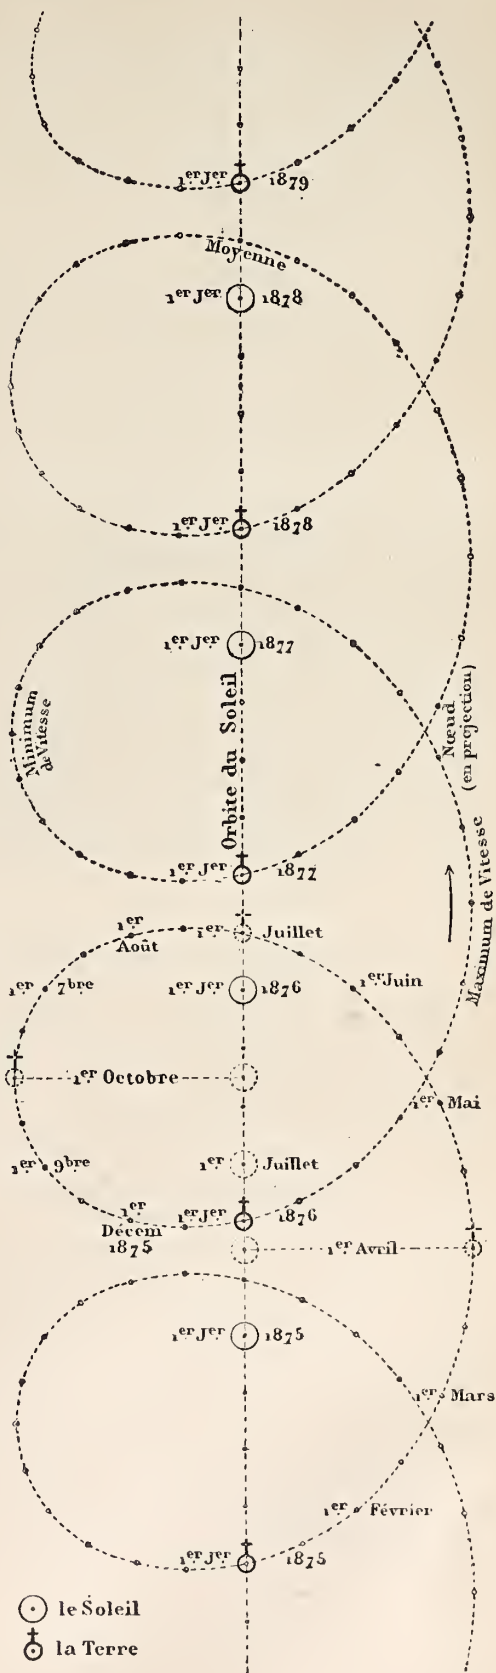 1er Jer 1879
Moyenne
1er Jer 1878
1er Jer 1878
1er Jer 1877
Orbite du Soleil
Minimum
de Vitesse
Nœud
(en projection)
1er Jer 1877
Maximum de Vitesse
1er
Août
1er Juillet
1er 7bre
1er Jer 1876
1er Juin
1er Octobre
1er Mai
1er 9bre
1er Juillet
1er
Décem
1875
1er Jer 1876
1er Avril
1er Jer 1875
1er Mars
1er Février
1er Jer 1875
le Soleil
la Terre